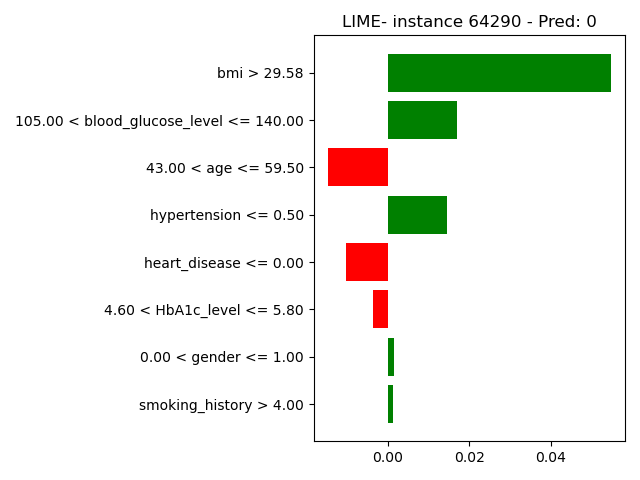 LIME- instance 64290 - Pred: 0
bmi > 29.58
105.00 < blood_glucose_level <= 140.00
43.00 < age <= 59.50
hypertension <= 0.50
heart_disease <= 0.00
4.60 < HbA1c_level <= 5.80
0.00 < gender <= 1.00
smoking_history > 4.00
0.00 0.02 0.04